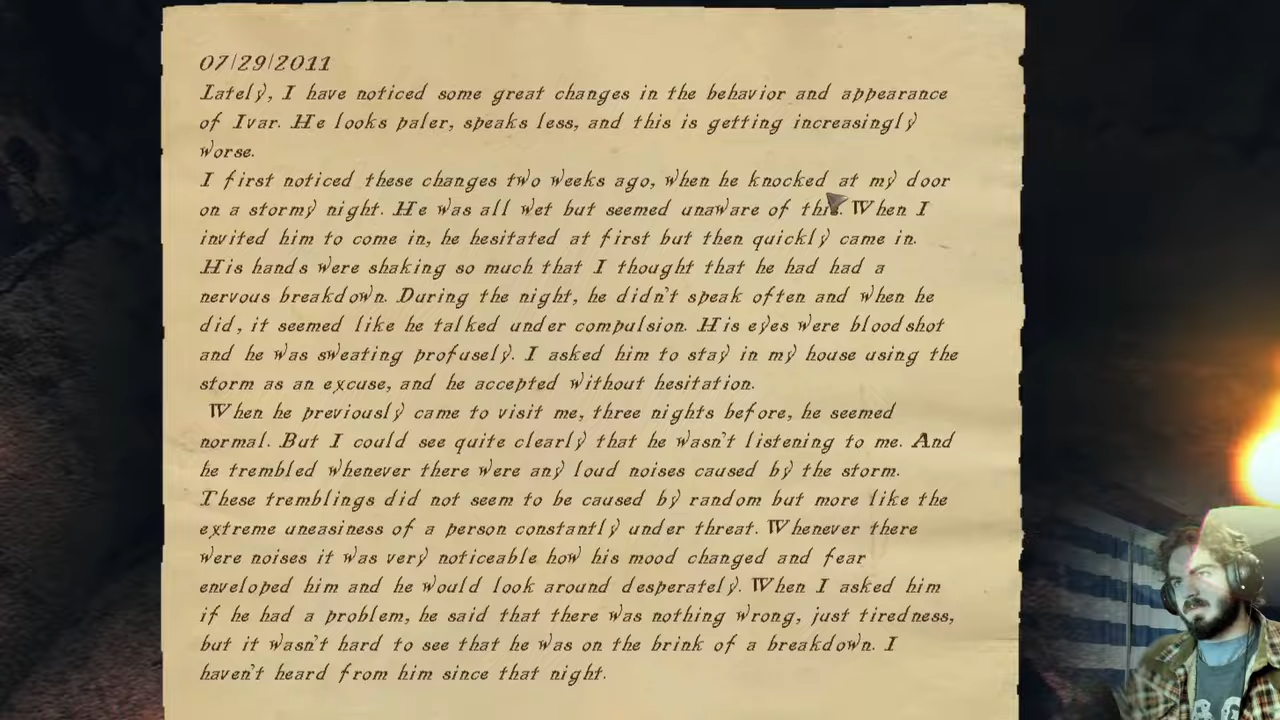 07/29/2011
Lately, I have noticed some great changes in the behavior and appearance
of Ivar. He looks paler, speaks less, and this is getting increasingly
worse.
I first noticed these changes two weeks ago, when he knocked at my door
on a stormy night. He was all wet but seemed unaware of this. When I
invited him to come in, he hesitated at first but then quickly came in.
His hands were shaking so much that I thought that he had had a
nervous breakdown. During the night, he didn't speak often and when he
did, it seemed like he talked under compulsion. His eyes were bloodshot
and he was sweating profusely. I asked him to stay in my house using the
storm as an excuse, and he accepted without hesitation.
When he previously came to visit me, three nights before, he seemed
normal. But I could see quite clearly that he wasn't listening to me. And
he trembled whenever there were any loud noises caused by the storm.
These tremblings did not seem to be caused by random but more like the
extreme uneasiness of a person constantly under threat. Whenever there
were noises it was very noticeable how his mood changed and fear
enveloped him and he would look around desperately. When I asked him
if he had a problem, he said that there was nothing wrong, just tiredness,
but it wasn't hard to see that he was on the brink of a breakdown. I
haven't heard from him since that night.